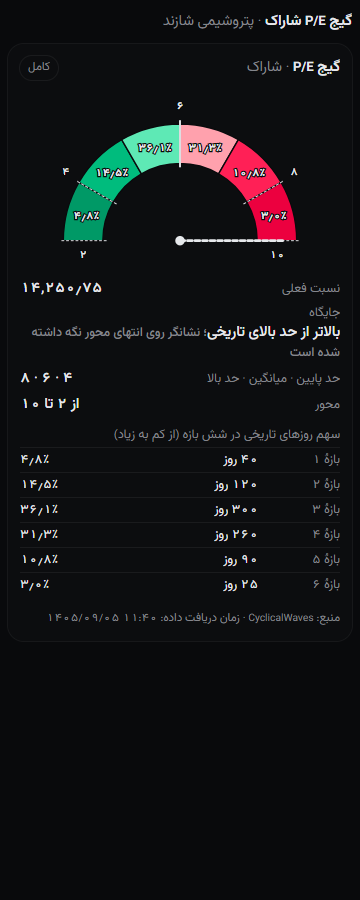 گیج P/E شاراک · پتروشیمی شازند
گیج P/E · شاراک
کامل
۶
۳۶٫۱٪
۳۱٫۳٪
۴
۱۴٫۵٪
۱۰٫۸٪
۸
۴٫۸٪
۳٫۰٪
۲
۱۰
نسبت فعلی ۱۴,۲۵۰٫۷۵
جایگاه
بالاتر از حد بالای تاریخی؛ نشانگر روی انتهای محور نگه داشته
شده است
حد پایین · میانگین · حد بالا ۴ · ۶ · ۸
محور از ۲ تا ۱۰
سهم روزهای تاریخی در شش بازه (از کم به زیاد)
بازهٔ ۱ ۴۰ روز ۴٫۸٪
بازهٔ ۲ ۱۲۰ روز ۱۴٫۵٪
بازهٔ ۳ ۳۰۰ روز ۳۶٫۱٪
بازهٔ ۴ ۲۶۰ روز ۳۱٫۳٪
بازهٔ ۵ ۹۰ روز ۱۰٫۸٪
بازهٔ ۶ ۲۵ روز ۳٫۰٪
منبع: CyclicalWaves · زمان دریافت داده: ۱۴۰۵/۰۹/۰۵ ۱۱:۴۰